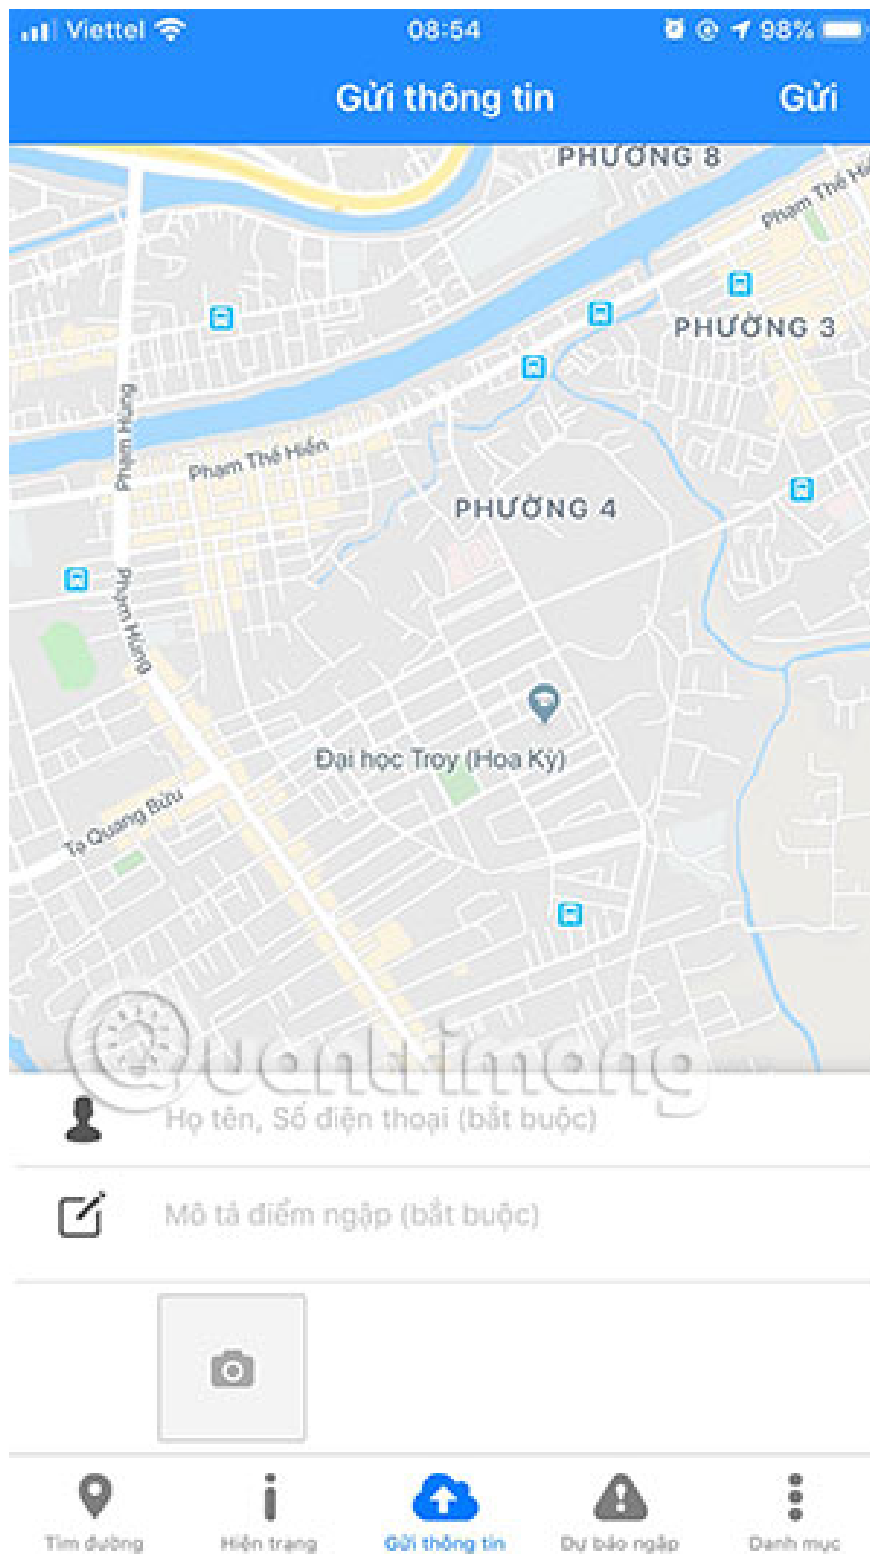 Viettel 08:54 98%
Gửi thông tin Gửi
PHƯỜNG 8
Phạm Thế Hi
PHƯỜNG 3
Phạm Hùng
Phạm Thế Hiển
PHƯỜNG 4
Phạm Hùng
Đại học Troy (Hoa Kỳ)
Tạ Quang Bửu
Quantrimang
Họ tên, Số điện thoại (bắt buộc)
Mô tả điểm ngập (bắt buộc)
Tìm đường Hiện trạng Gửi thông tin Dự báo ngập Danh mục